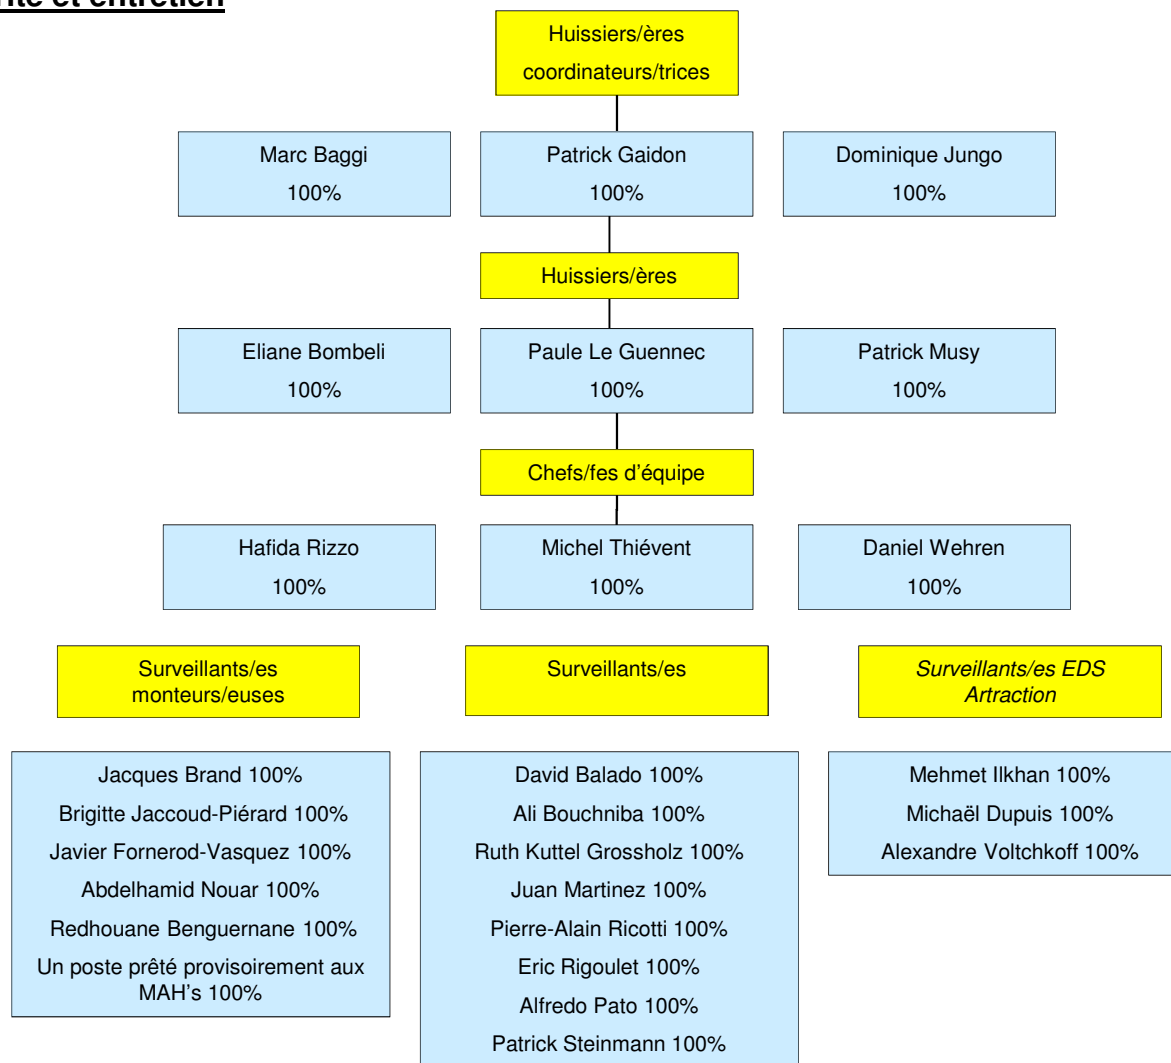 et entretien
Huissiers/ères
coordinateurs/trices
Marc Baggi
100%
Patrick Gaidon
100%
Dominique Jungo
100%
Huissiers/ères
Eliane Bombeli
100%
Paule Le Guennec
100%
Patrick Musy
100%
Chefs/fes d’équipe
Hafida Rizzo
100%
Michel Thiévent
100%
Daniel Wehren
100%
Surveillants/es
monteurs/euses
Surveillants/es
Surveillants/es EDS
Artraction
Jacques Brand 100%
Brigitte Jaccoud-Piérard 100%
Javier Fornerod-Vasquez 100%
Abdelhamid Nouar 100%
Redhouane Benguernane 100%
Un poste prêté provisoirement aux
MAH’s 100%
David Balado 100%
Ali Bouchniba 100%
Ruth Kuttel Grossholz 100%
Juan Martinez 100%
Pierre-Alain Ricotti 100%
Eric Rigoulet 100%
Alfredo Pato 100%
Patrick Steinmann 100%
Mehmet Ilkhan 100%
Michaël Dupuis 100%
Alexandre Voltchkoff 100%